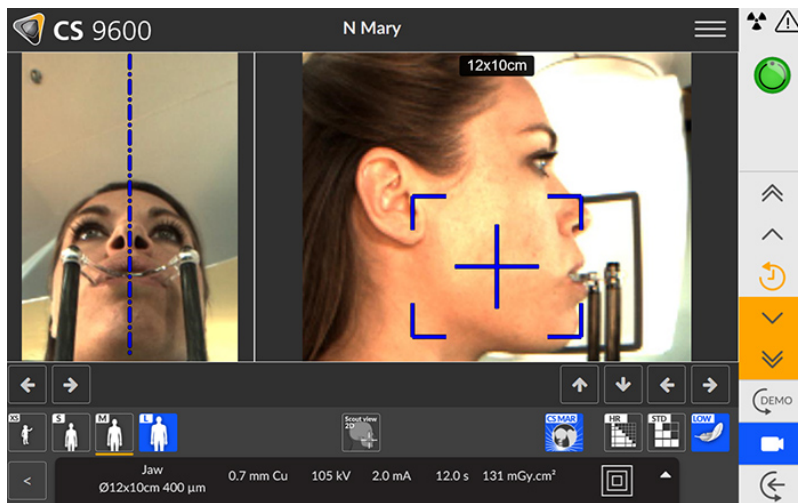 CS 9600
N Mary
12x10cm
DEMO
XS
S
M
L
Scout view
2D
CS MAR
HR
STD
LOW
<
Jaw
Ø12x10cm 400 µm
0.7 mm Cu
105 kV
2.0 mA
12.0 s
131 mGy.cm²